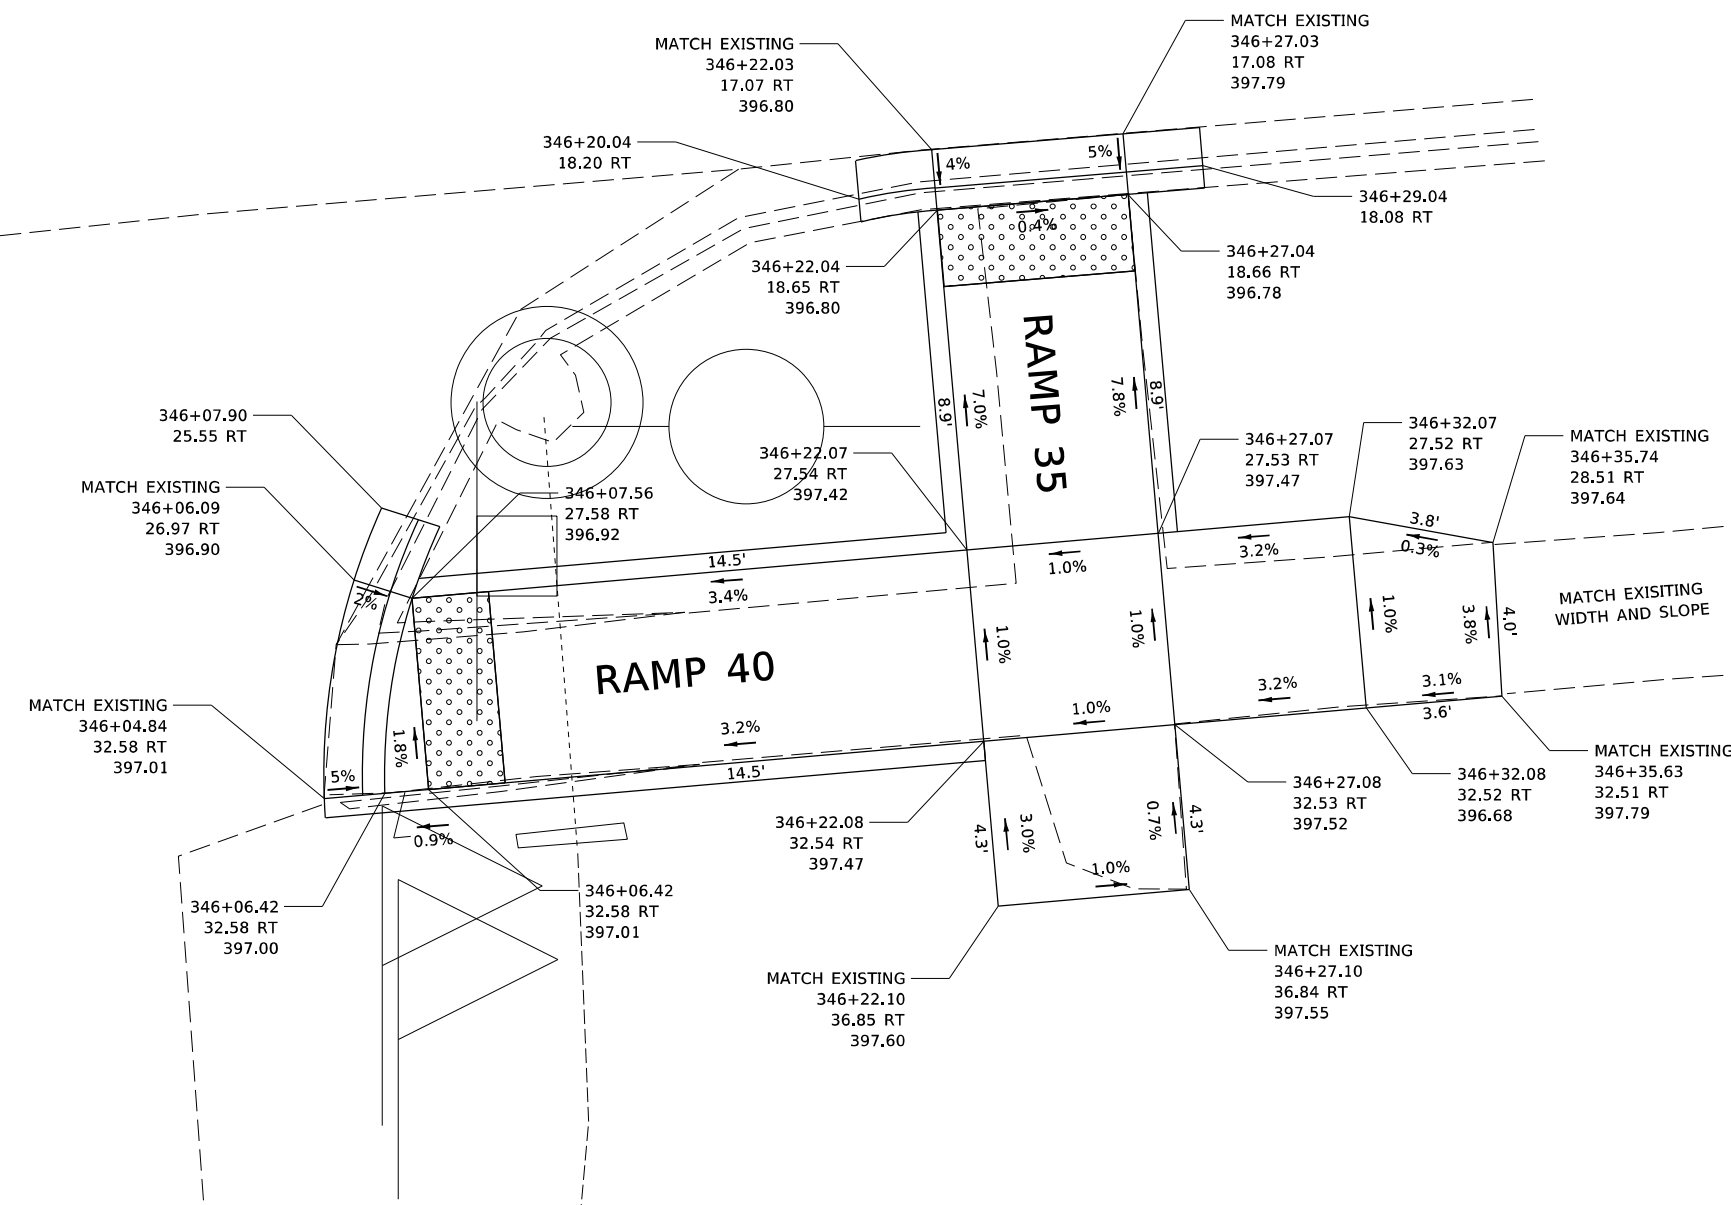 MATCH EXISTING
346+22.03
17.07 RT
396.80
MATCH EXISTING
346+27.03
17.08 RT
397.79
346+20.04
18.20 RT
4%
5%
346+29.04
18.08 RT
0.4%
346+22.04
18.65 RT
396.80
346+27.04
18.66 RT
396.78
RAMP 35
8.9'
7.0%
7.8%
8.9'
346+07.90
25.55 RT
MATCH EXISTING
346+06.09
26.97 RT
396.90
346+07.56
27.58 RT
396.92
346+22.07
27.54 RT
397.42
346+27.07
27.53 RT
397.47
346+32.07
27.52 RT
397.63
MATCH EXISTING
346+35.74
28.51 RT
397.64
3.8'
0.3%
14.5'
3.4%
1.0%
3.2%
2%
MATCH EXISITING
WIDTH AND SLOPE
1.0%
1.0%
1.0%
3.8%
4.0'
RAMP 40
MATCH EXISTING
346+04.84
32.58 RT
397.01
5%
1.8%
3.2%
14.5'
1.0%
3.2%
3.1%
3.6'
0.9%
346+22.08
32.54 RT
397.47
4.3'
3.0%
0.7%
4.3'
1.0%
346+27.08
32.53 RT
397.52
346+32.08
32.52 RT
396.68
MATCH EXISTING
346+35.63
32.51 RT
397.79
346+06.42
32.58 RT
397.00
346+06.42
32.58 RT
397.01
MATCH EXISTING
346+22.10
36.85 RT
397.60
MATCH EXISTING
346+27.10
36.84 RT
397.55